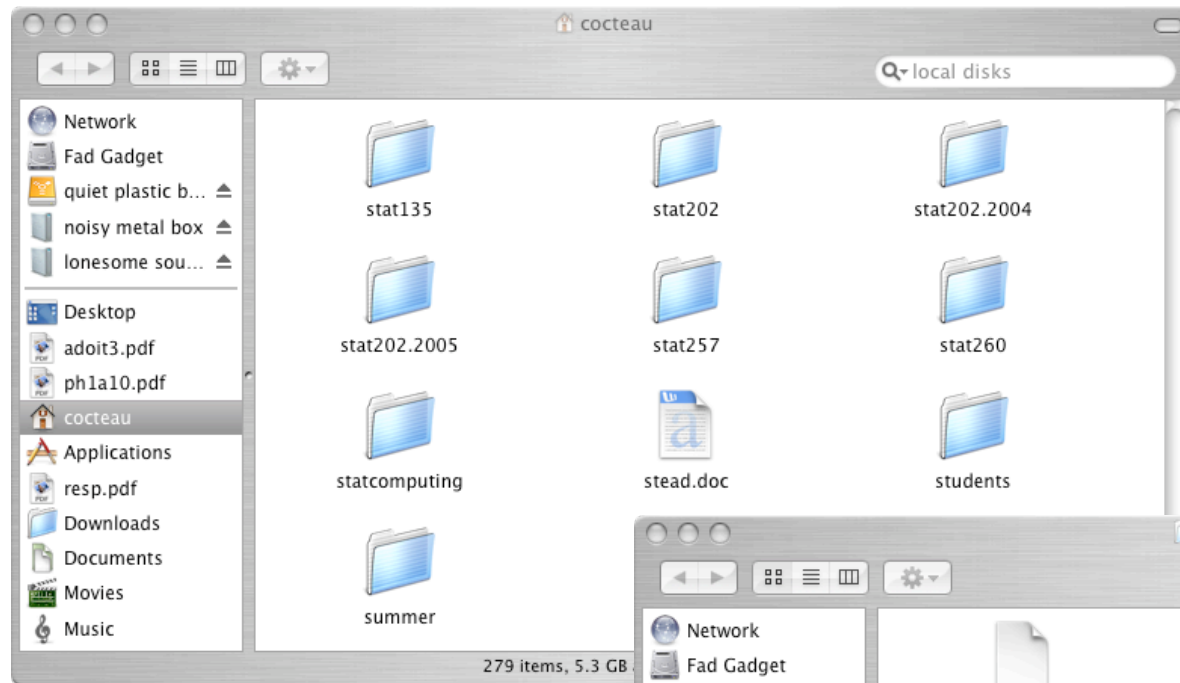 cocteau
local disks
Network
Fad Gadget
quiet plastic b...
noisy metal box
lonesome sou...
Desktop
adoit3.pdf
ph1a10.pdf
cocteau
Applications
resp.pdf
Downloads
Documents
Movies
Music
stat135
stat202
stat202.2004
stat202.2005
stat257
stat260
statcomputing
stead.doc
students
summer
279 items, 5.3 GB
Network
Fad Gadget